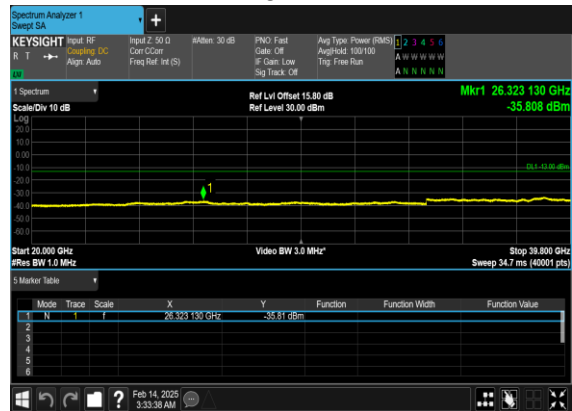 Spectrum Analyzer 1
Swept SA
KEYSIGHT Input: RF Input Z: 50 Ω #Atten: 30 dB PNO: Fast Avg Type: Power (RMS) 1 2 3 4 5 6
R T Coupling: DC Corr CCorr Gate: Off Avg|Hold: 100/100 A W W W W W
Align: Auto Freq Ref: Int (S) IF Gain: Low Trig: Free Run
LW Sig Track: Off A N N N N N
1 Spectrum Ref Lvl Offset 15.80 dB Mkr1 26.323 130 GHz
Scale/Div 10 dB Ref Level 30.00 dBm -35.808 dBm
Log
20.0
10.0
0.00
-10.0 DL1 -13.00 dBm
-20.0
-30.0 1
-40.0
-50.0
-60.0
Start 20.000 GHz Video BW 3.0 MHz* Stop 39.800 GHz
#Res BW 1.0 MHz Sweep 34.7 ms (40001 pts)
5 Marker Table
Mode Trace Scale X Y Function Function Width Function Value
1 N 1 f 26.323 130 GHz -35.81 dBm
2
3
4
5
6
? Feb 14, 2025
3:33:38 AM